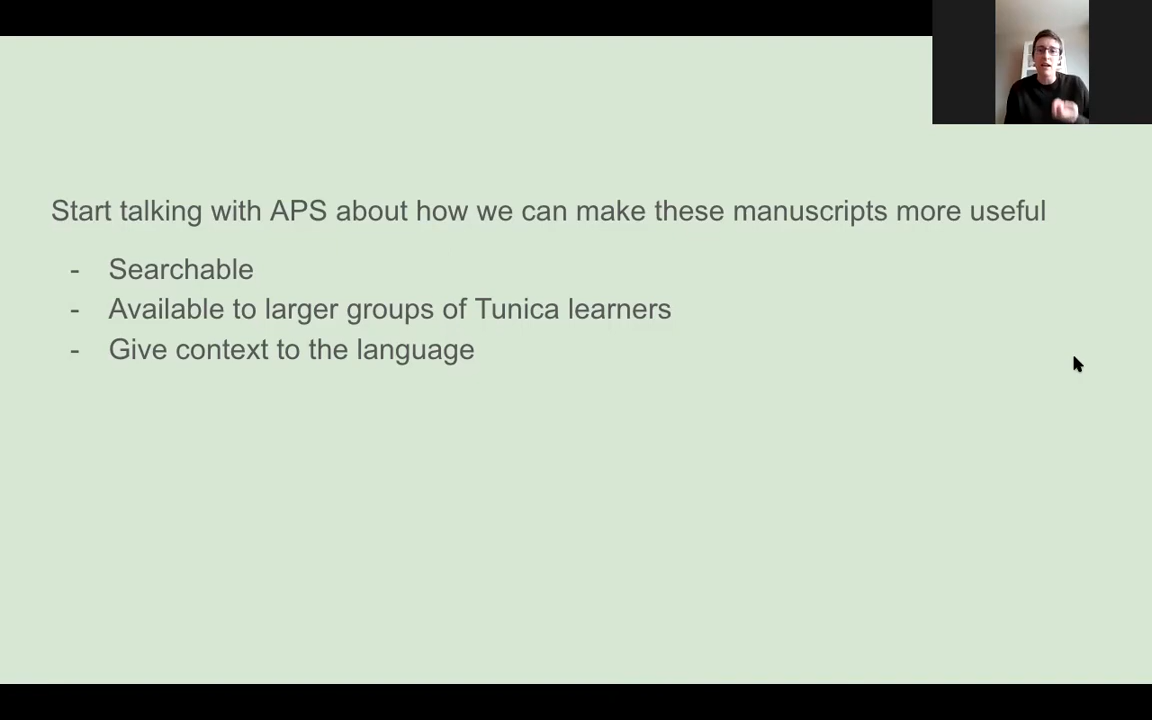 Start talking with APS about how we can make these manuscripts more useful
- Searchable
- Available to larger groups of Tunica learners
- Give context to the language